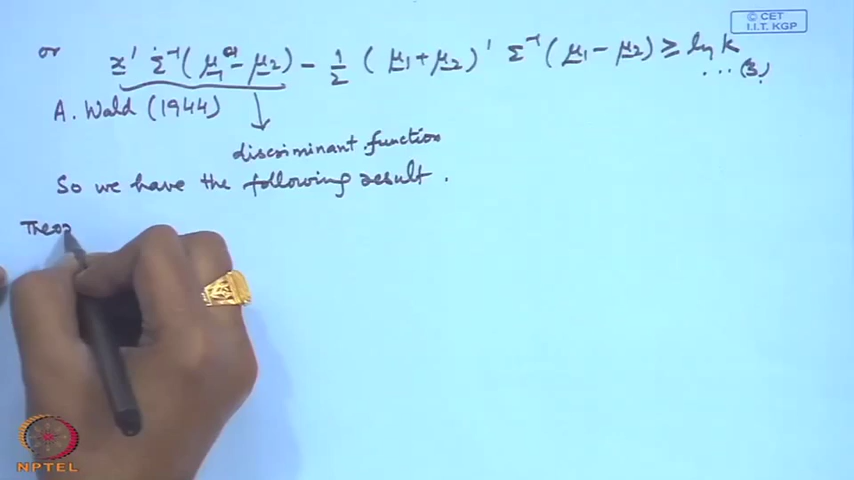 © CET
I.I.T. KGP
or x' Σ⁻¹ (μ₁ - μ₂) - 1/2 (μ₁ + μ₂)' Σ⁻¹ (μ₁ - μ₂) ≥ ln k
... (3)
A. Wald (1944)
discriminant function
So we have the following result.
Theo
NPTEL